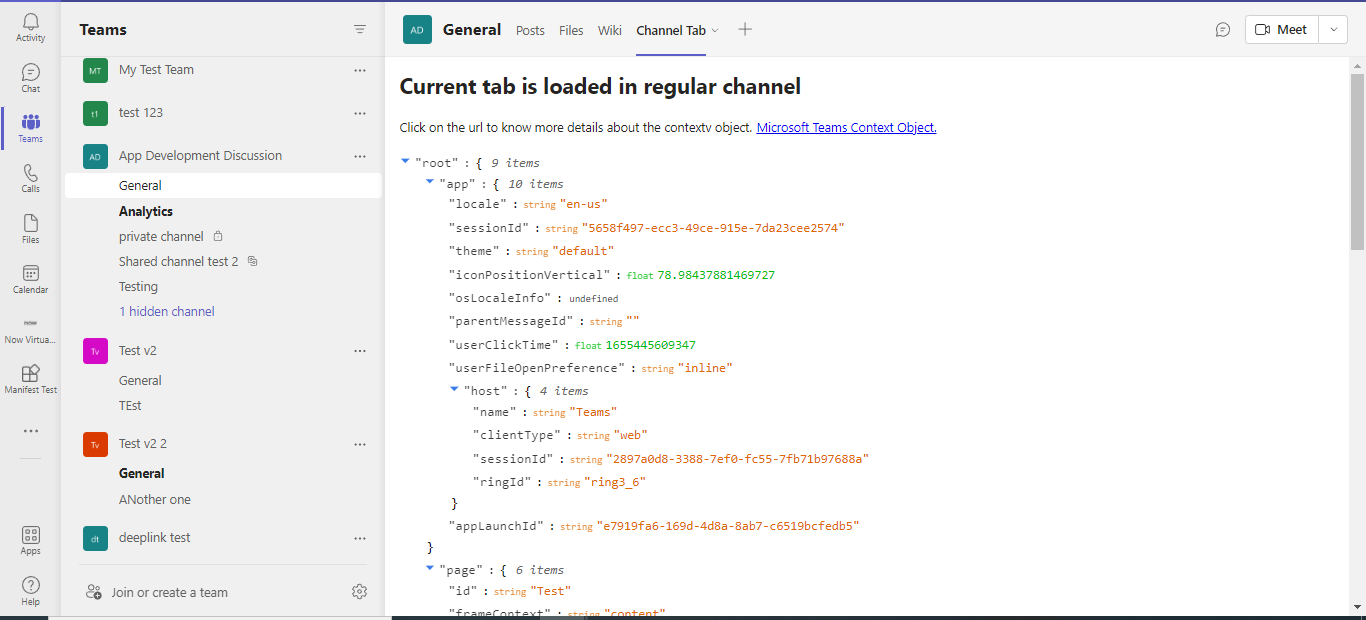 Activity
Chat
Teams
Calls
Files
Calendar
Now Virtua...
Manifest Test
Apps
Help
Teams
MT My Test Team
t1 test 123
AD App Development Discussion
General
Analytics
private channel
Shared channel test 2
Testing
1 hidden channel
Tv Test v2
General
TEst
Tv Test v2 2
General
ANother one
dt deeplink test
Join or create a team
AD General Posts Files Wiki Channel Tab
Meet
Current tab is loaded in regular channel
Click on the url to know more details about the contextv object. Microsoft Teams Context Object.
"root" : { 9 items
"app" : { 10 items
"locale" : string "en-us"
"sessionId" : string "5658f497-ecc3-49ce-915e-7da23cee2574"
"theme" : string "default"
"iconPositionVertical" : float 78.98437881469727
"osLocaleInfo" : undefined
"parentMessageId" : string ""
"userClickTime" : float 1655445609347
"userFileOpenPreference" : string "inline"
"host" : { 4 items
"name" : string "Teams"
"clientType" : string "web"
"sessionId" : string "2897a0d8-3388-7ef0-fc55-7fb71b97688a"
"ringId" : string "ring3_6"
}
"appLaunchId" : string "e7919fa6-169d-4d8a-8ab7-c6519bcfedb5"
}
"page" : { 6 items
"id" : string "Test"
"frameContext" : string "content"